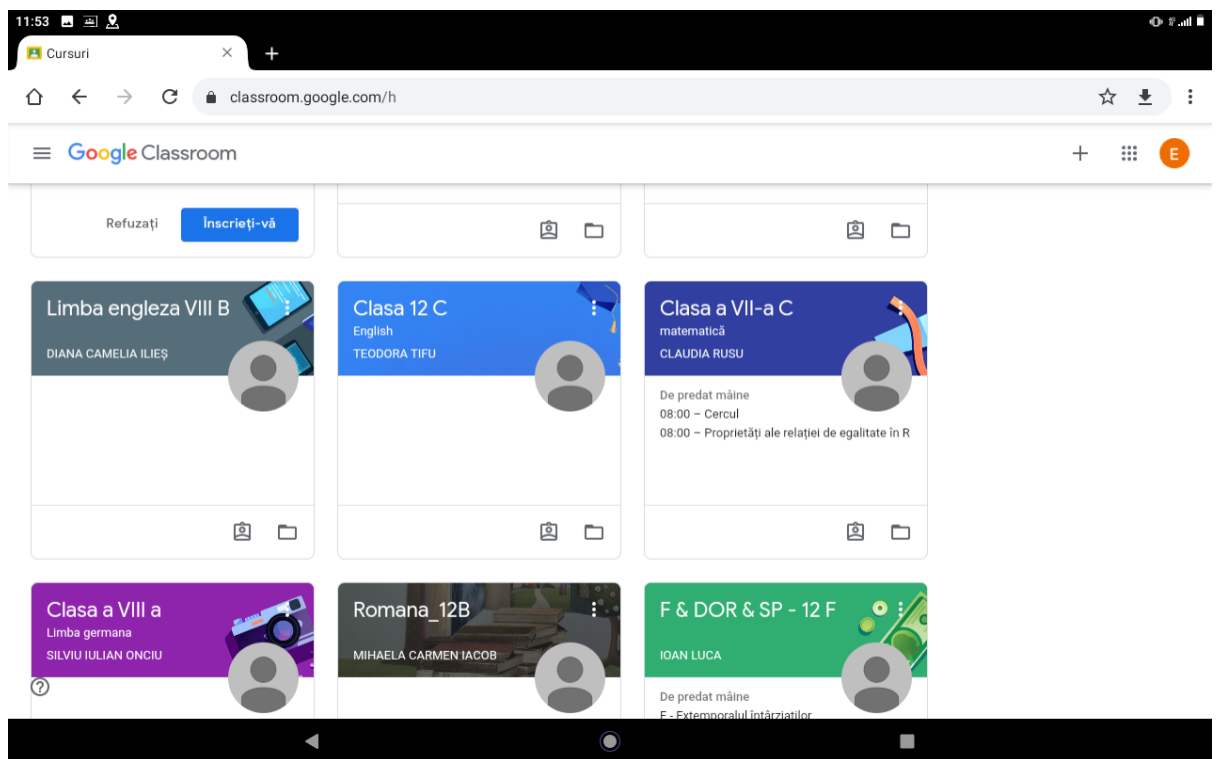 11:53
Cursuri
classroom.google.com/h
Google Classroom
E
Refuzați
Înscrieți-vă
Limba engleza VIII B
DIANA CAMELIA ILIEȘ
Clasa 12 C
English
TEODORA TIFU
Clasa a VII-a C
matematică
CLAUDIA RUSU
De predat mâine
08:00 – Cercul
08:00 – Proprietăți ale relației de egalitate în R
Clasa a VIII a
Limba germana
SILVIU IULIAN ONCIU
Romana_12B
MIHAELA CARMEN IACOB
F & DOR & SP - 12 F
IOAN LUCA
De predat mâine
F - Extemporalul întârziaților